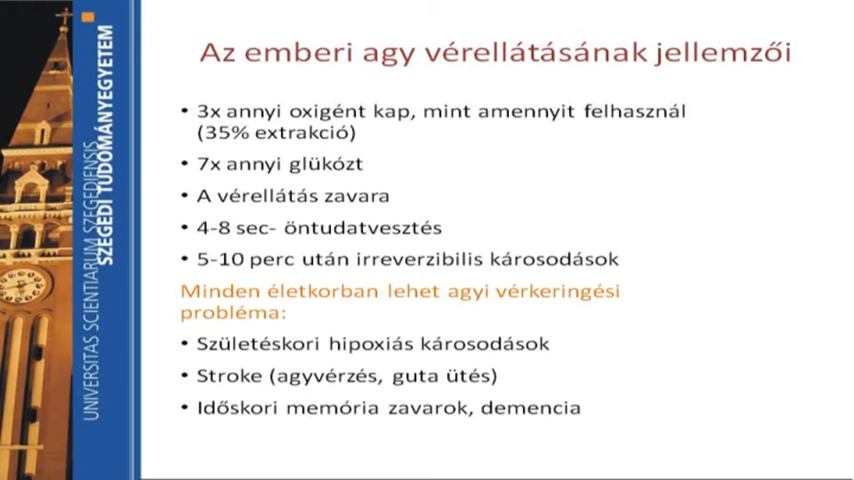 Az emberi agy vérellátásának jellemzői
• 3x annyi oxigént kap, mint amennyit felhasznál
(35% extrakció)
• 7x annyi glükózt
• A vérellátás zavara
• 4-8 sec- öntudatvesztés
• 5-10 perc után irreverzibilis károsodások
Minden életkorban lehet agyi vérkeringési
probléma:
• Születéskori hipoxiás károsodások
• Stroke (agyvérzés, guta ütés)
• Időskori memória zavarok, demencia
UNIVERSITAS SCIENTIARUM SZEGEDIENSIS
SZEGEDI TUDOMÁNYEGYETEM